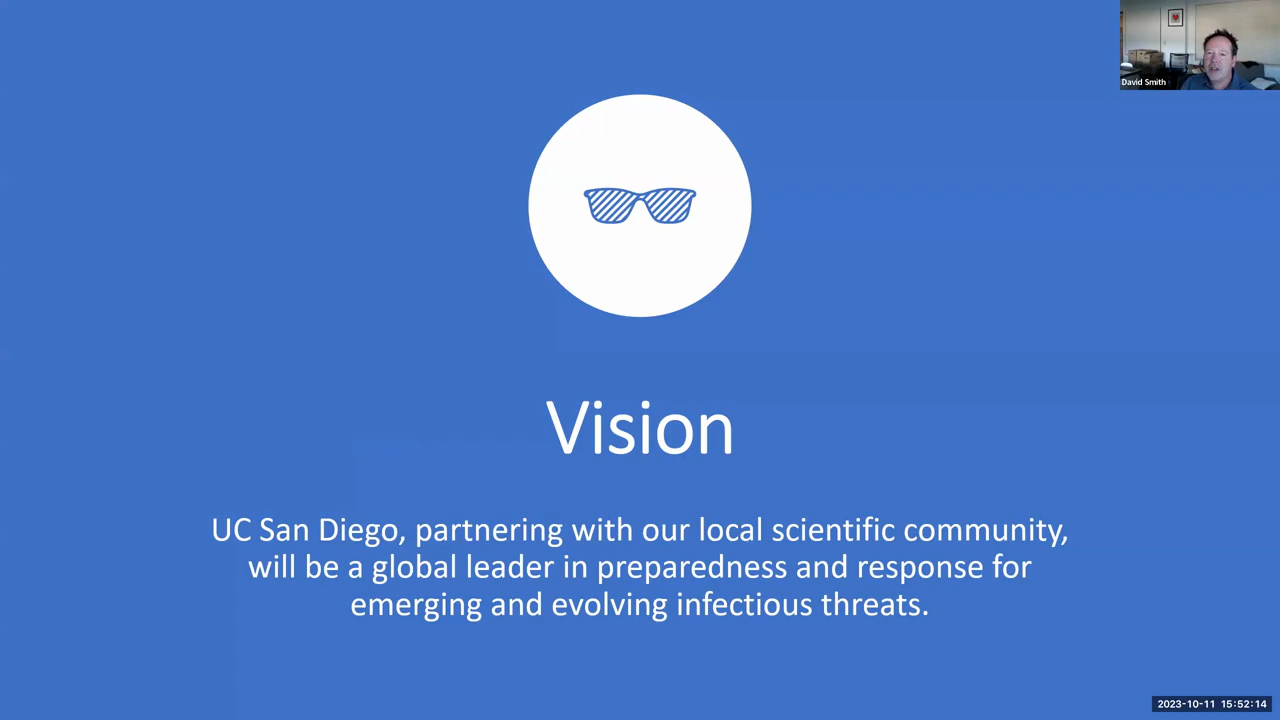 David Smith
Vision
UC San Diego, partnering with our local scientific community,
will be a global leader in preparedness and response for
emerging and evolving infectious threats.
2023-10-11 15:52:14